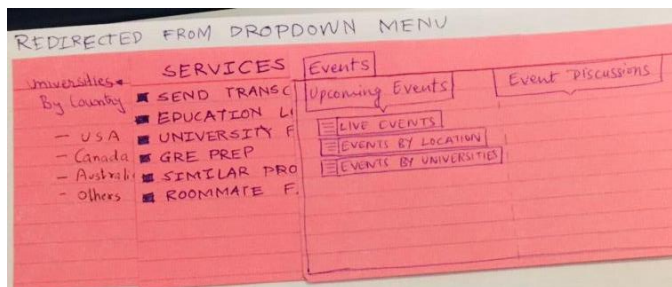 REDIRECTED FROM DROPDOWN MENU
Universities
By Country
- USA
- Canada
- Australi
- Others
SERVICES
SEND TRANSC
EDUCATION L
UNIVERSITY F
GRE PREP
SIMILAR PRO
ROOMMATE F
Events
Upcoming Events
Event Discussions
LIVE EVENTS
EVENTS BY LOCATION
EVENTS BY UNIVERSITIES